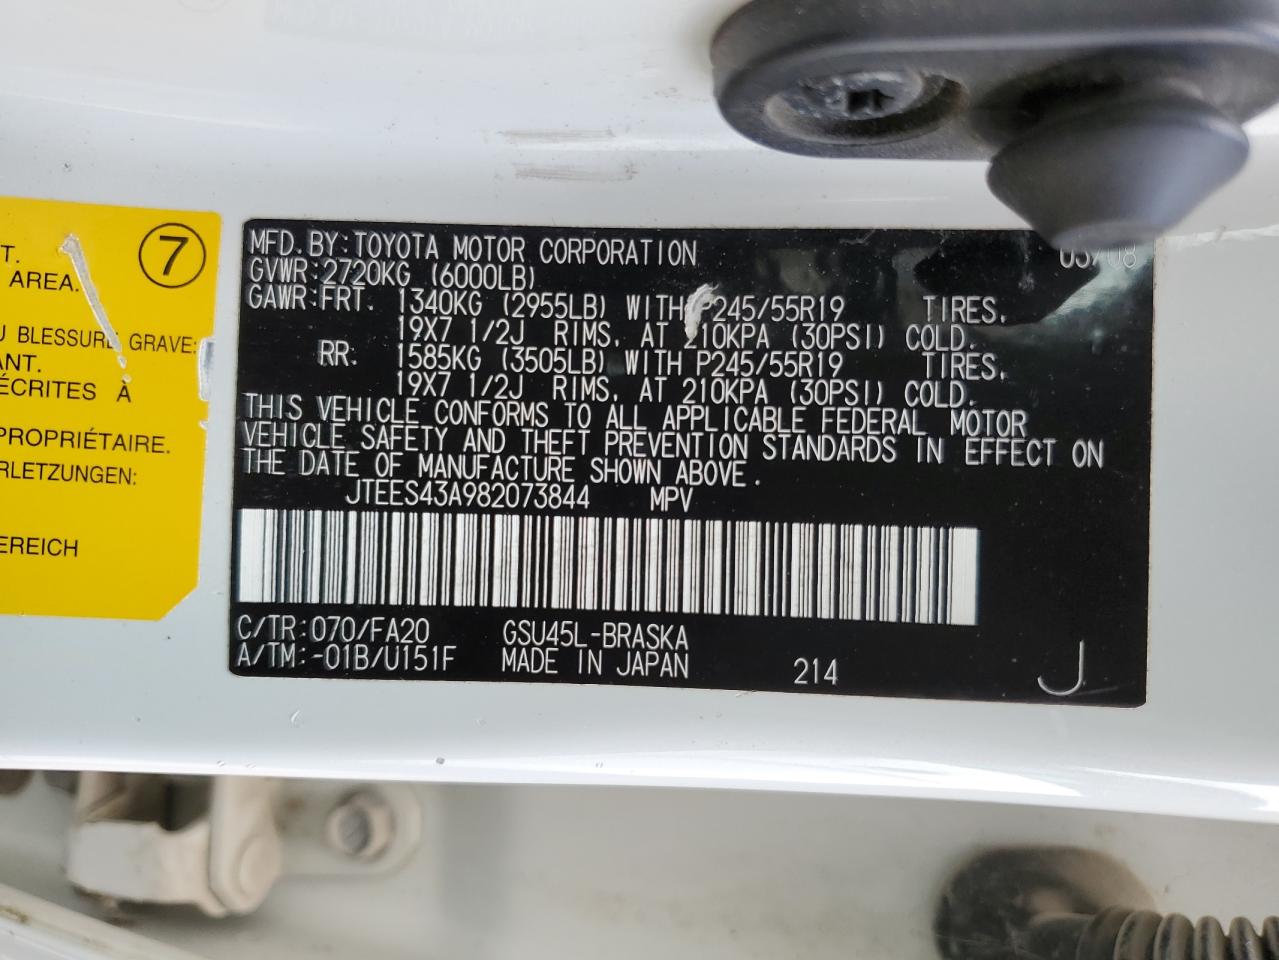 T.
AREA.
7
U BLESSURE GRAVE:
ANT.
ÉCRITES À
PROPRIÉTAIRE.
RLETZUNGEN:
EREICH
MFD. BY: TOYOTA MOTOR CORPORATION
GVWR: 2720KG (6000LB)
GAWR: FRT. 1340KG (2955LB) WITH P245/55R19 TIRES,
19X7 1/2J RIMS, AT 210KPA (30PSI) COLD.
RR. 1585KG (3505LB) WITH P245/55R19 TIRES,
19X7 1/2J RIMS, AT 210KPA (30PSI) COLD.
THIS VEHICLE CONFORMS TO ALL APPLICABLE FEDERAL MOTOR
VEHICLE SAFETY AND THEFT PREVENTION STANDARDS IN EFFECT ON
THE DATE OF MANUFACTURE SHOWN ABOVE.
JTEES43A982073844 MPV
C/TR: 070/FA20 GSU45L-BRASKA
A/TM: -01B/U151F MADE IN JAPAN 214 J